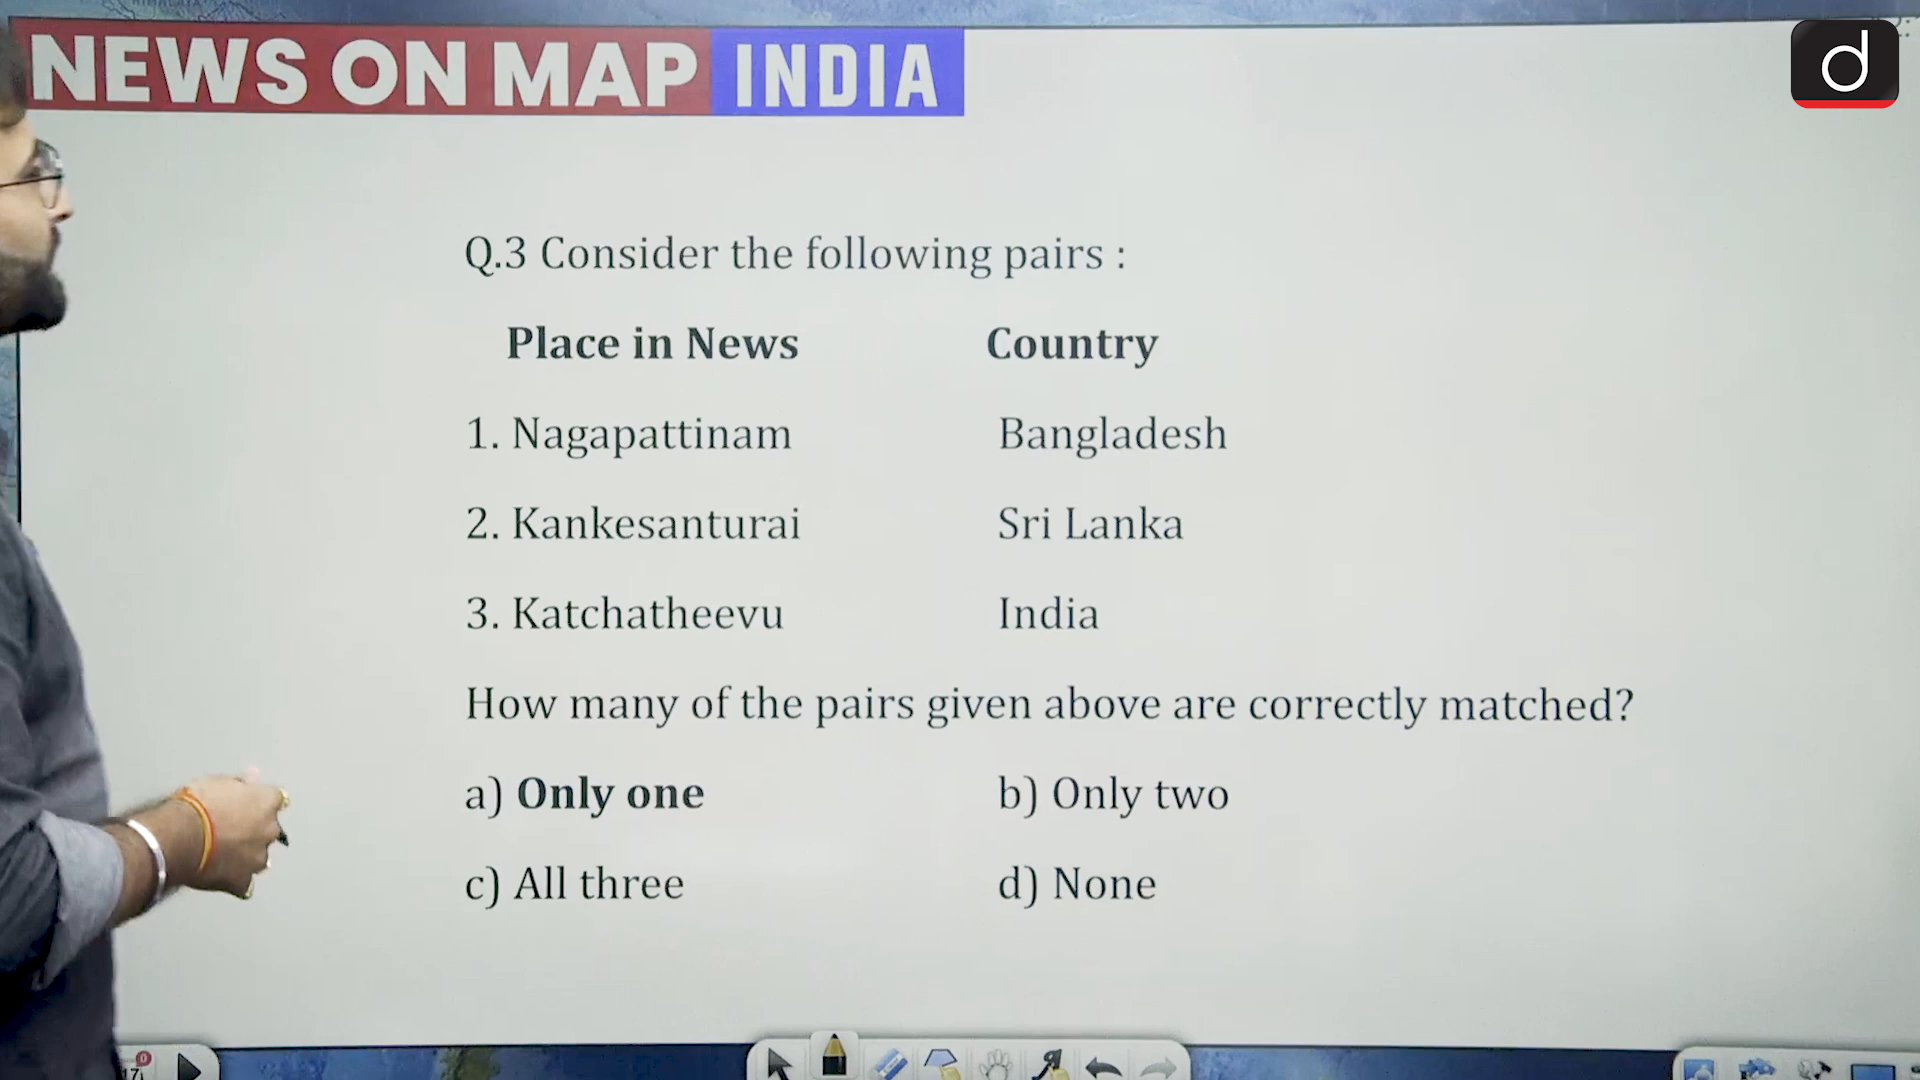 NEWS ON MAP INDIA
d
Q.3 Consider the following pairs :
Place in News Country
1. Nagapattinam Bangladesh
2. Kankesanturai Sri Lanka
3. Katchatheevu India
How many of the pairs given above are correctly matched?
a) Only one b) Only two
c) All three d) None